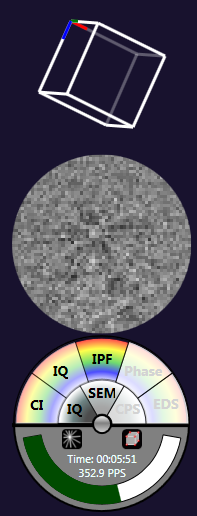 IPF
IQ
Phase
SEM
CI
IQ
CPS
EDS
Time: 00:05:51
352.9 PPS